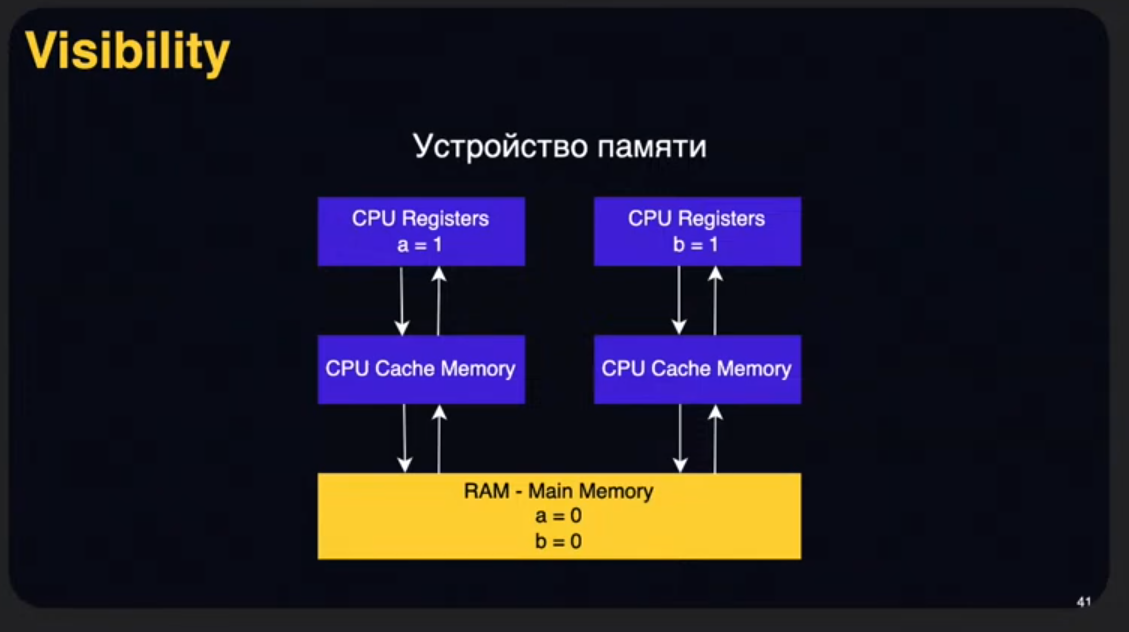 Visibility
Устройство памяти
CPU Registers
a = 1
CPU Registers
b = 1
CPU Cache Memory
CPU Cache Memory
RAM - Main Memory
a = 0
b = 0
41